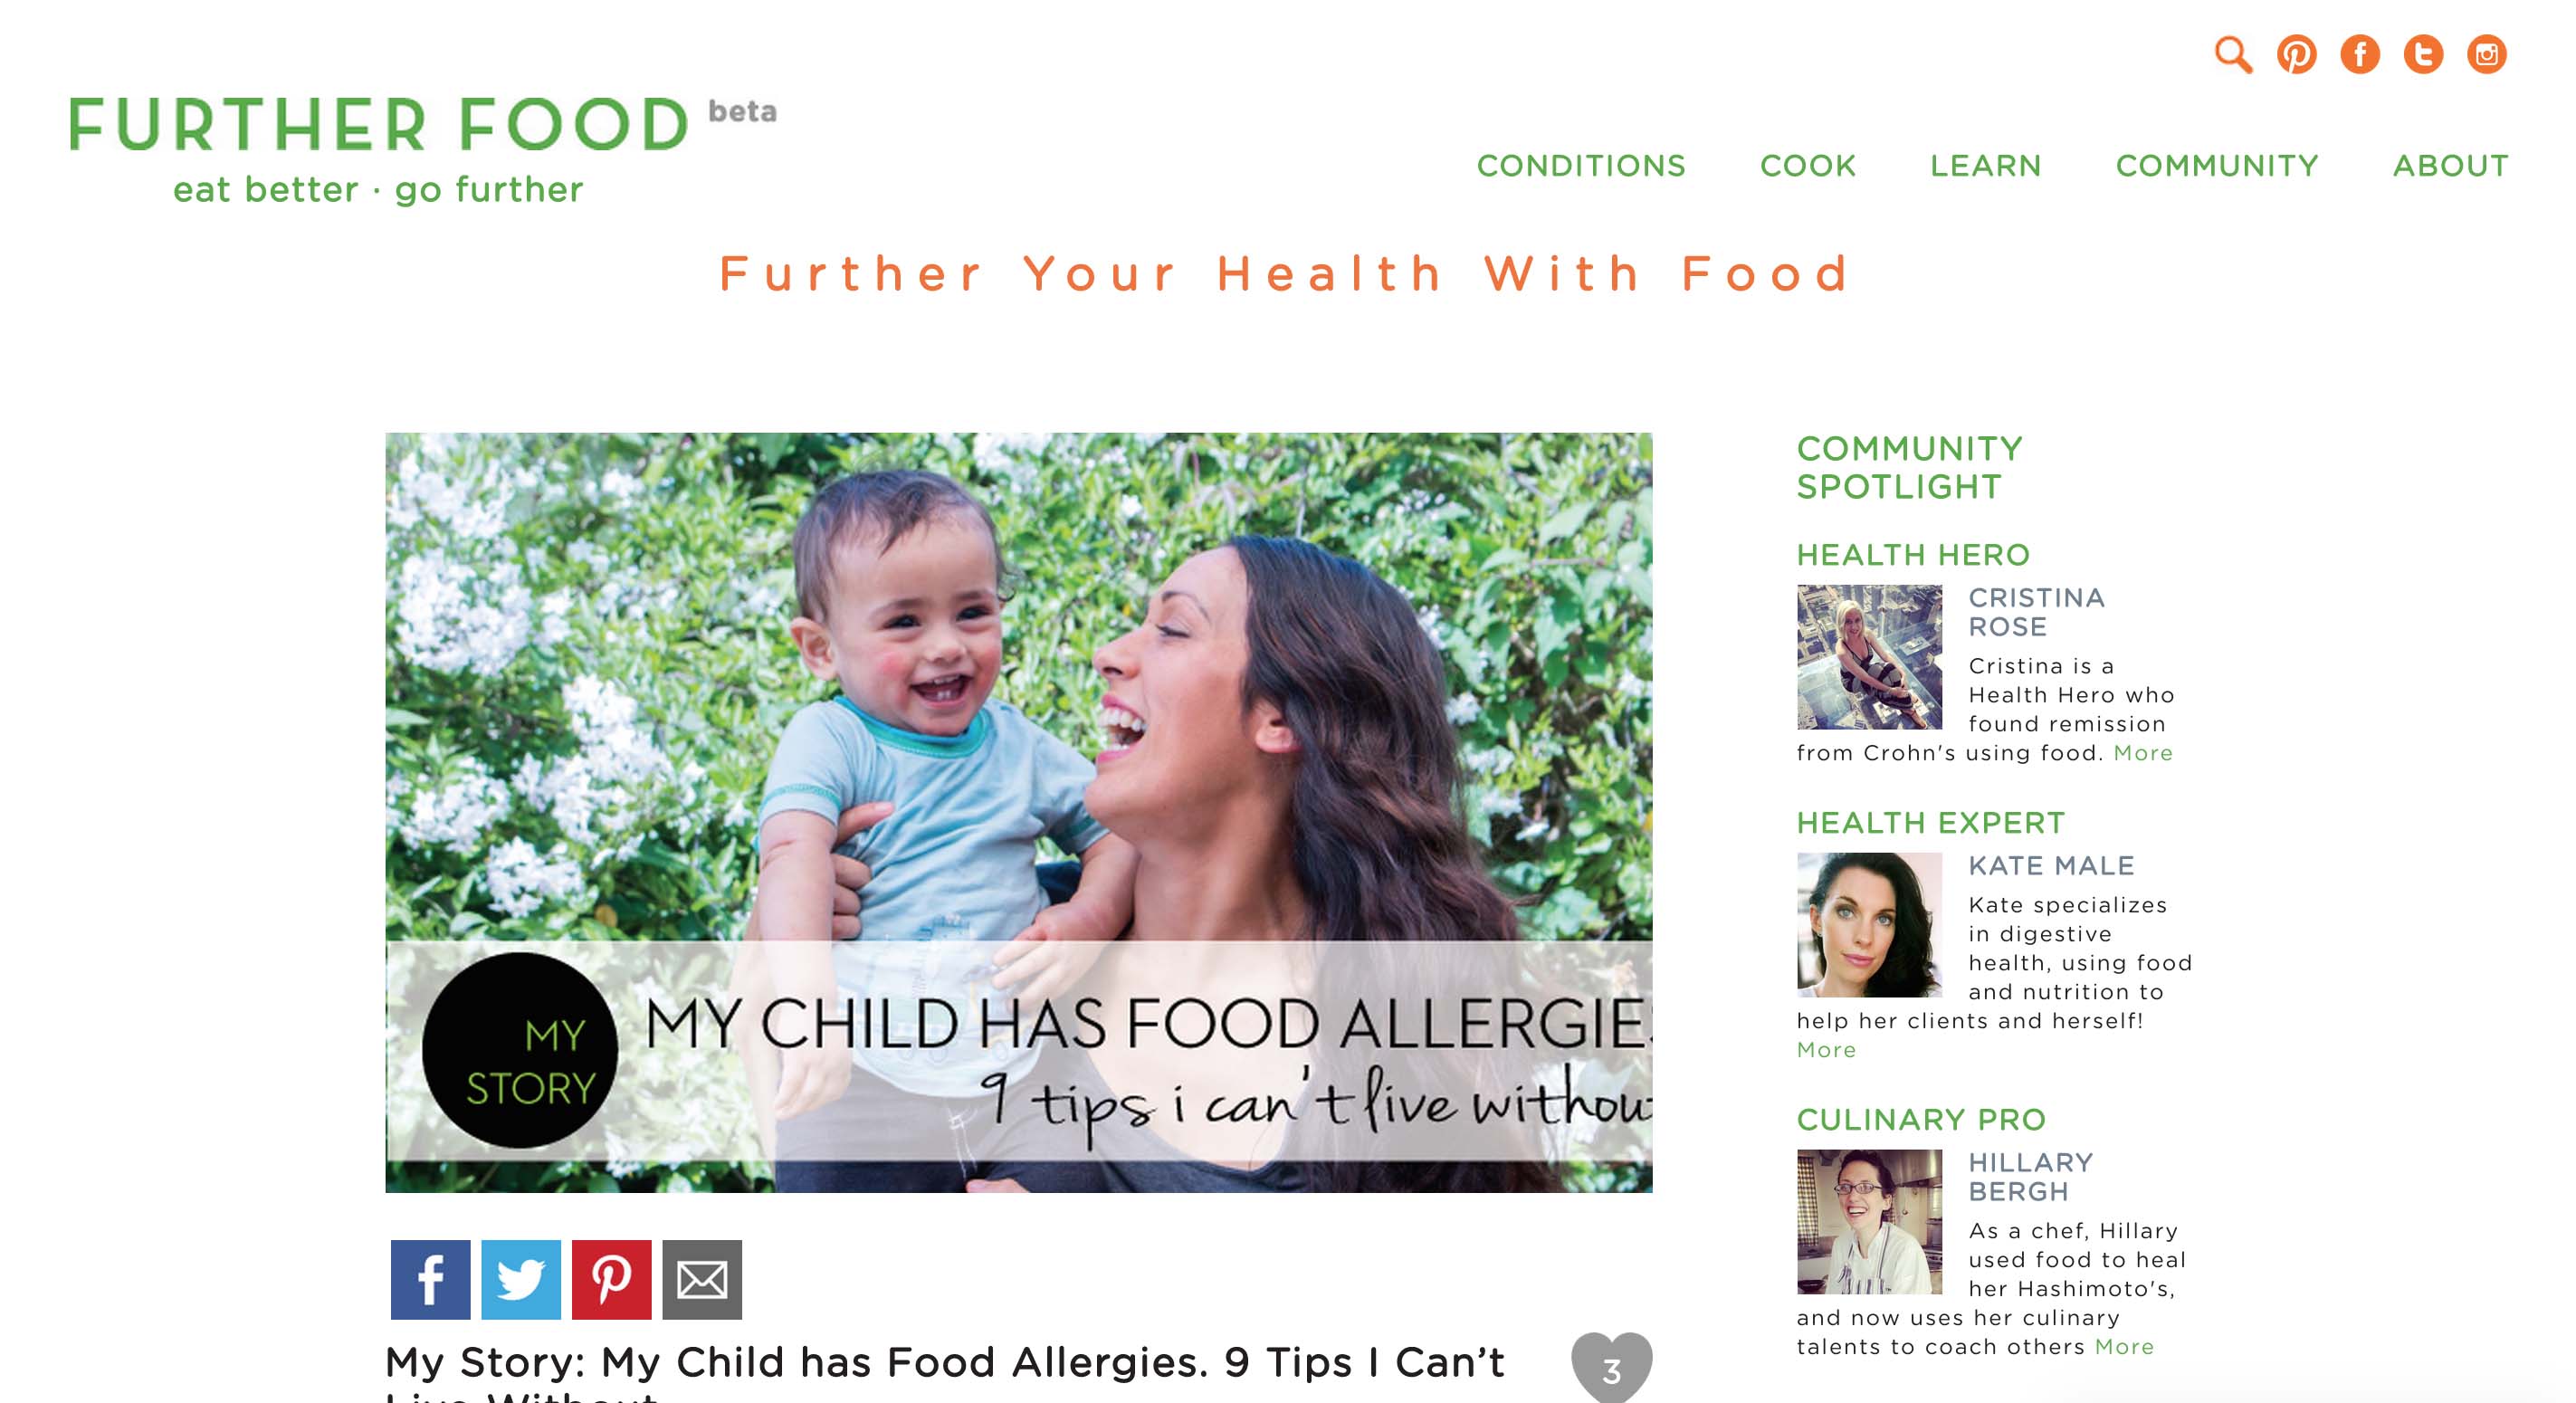 FURTHER FOOD beta
eat better · go further
CONDITIONS COOK LEARN COMMUNITY ABOUT
Further Your Health With Food
MY
STORY
MY CHILD HAS FOOD ALLERGIES
9 tips i can't live without
My Story: My Child has Food Allergies. 9 Tips I Can’t
Live Without
3
COMMUNITY
SPOTLIGHT
HEALTH HERO
CRISTINA
ROSE
Cristina is a
Health Hero who
found remission
from Crohn's using food. More
HEALTH EXPERT
KATE MALE
Kate specializes
in digestive
health, using food
and nutrition to
help her clients and herself!
More
CULINARY PRO
HILLARY
BERGH
As a chef, Hillary
used food to heal
her Hashimoto's,
and now uses her culinary
talents to coach others More